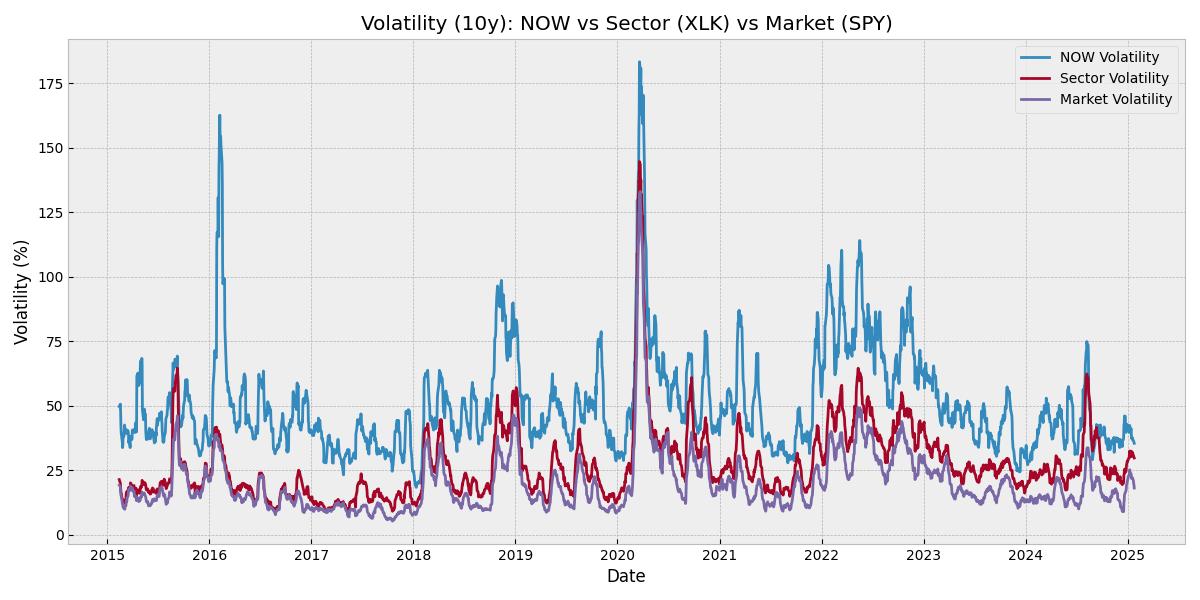 Volatility (10y): NOW vs Sector (XLK) vs Market (SPY)
NOW Volatility
Sector Volatility
Market Volatility
Volatility (%)
175
150
125
100
75
50
25
0
2015 2016 2017 2018 2019 2020 2021 2022 2023 2024 2025
Date